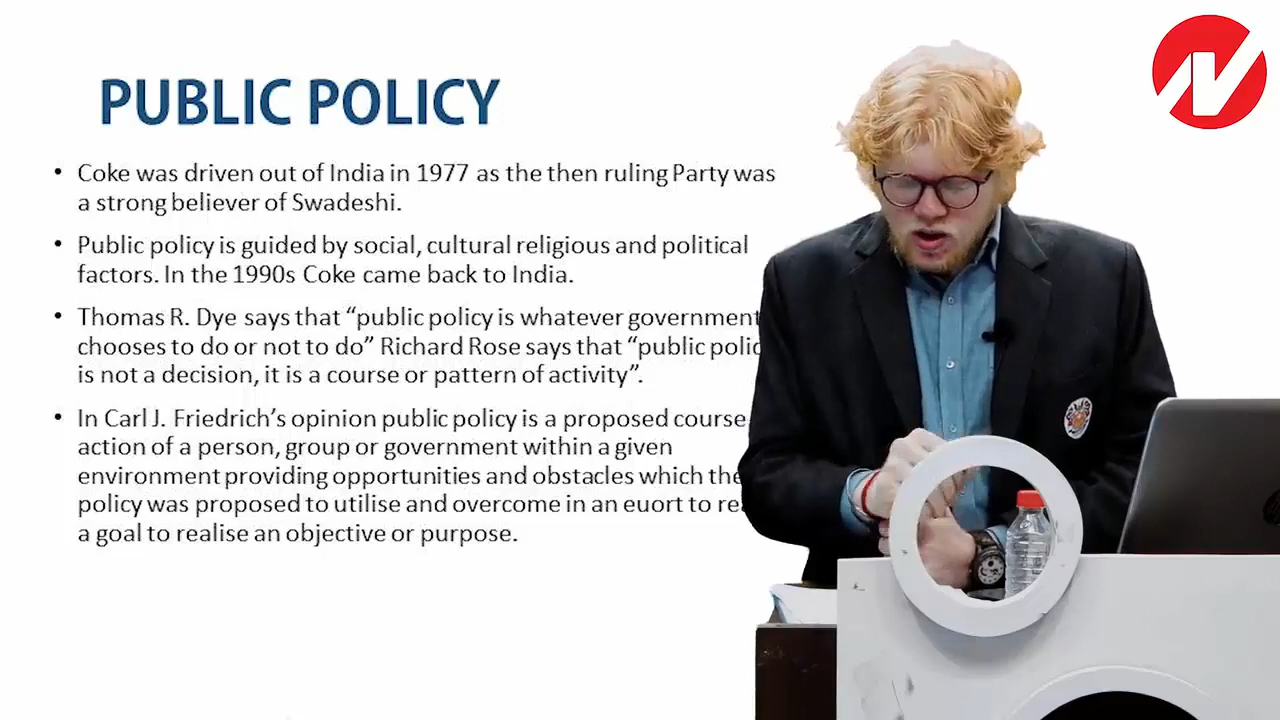 PUBLIC POLICY
• Coke was driven out of India in 1977 as the then ruling Party was
a strong believer of Swadeshi.
• Public policy is guided by social, cultural religious and political
factors. In the 1990s Coke came back to India.
• Thomas R. Dye says that “public policy is whatever government
chooses to do or not to do” Richard Rose says that “public polic
is not a decision, it is a course or pattern of activity”.
• In Carl J. Friedrich’s opinion public policy is a proposed course
action of a person, group or government within a given
environment providing opportunities and obstacles which the
policy was proposed to utilise and overcome in an euort to re
a goal to realise an objective or purpose.